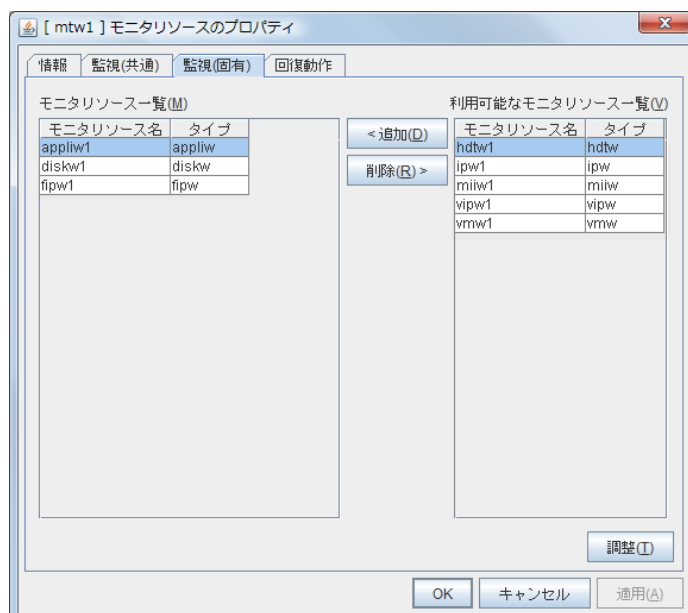 [ mtw1 ] モニタリソースのプロパティ
x
情報 監視(共通) 監視(固有) 回復動作
モニタリソース一覧(M)
モニタリソース名 タイプ
appliw1 appliw
diskw1 diskw
fipw1 fipw
< 追加(D)
削除(R) >
利用可能なモニタリソース一覧(V)
モニタリソース名 タイプ
hdtw1 hdtw
ipw1 ipw
miiw1 miiw
vipw1 vipw
vmw1 vmw
調整(T)
OK キャンセル 適用(A)